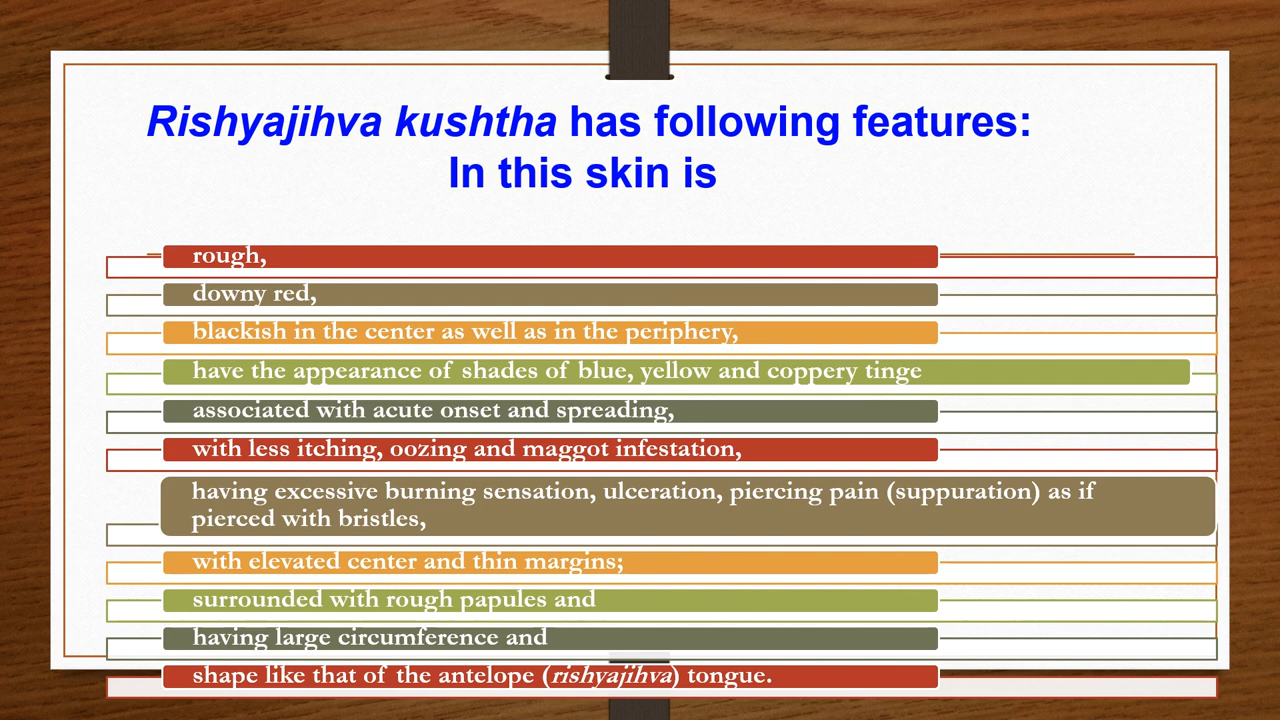 Rishyajihva kushtha has following features:
In this skin is
rough,
downy red,
blackish in the center as well as in the periphery,
have the appearance of shades of blue, yellow and coppery tinge
associated with acute onset and spreading,
with less itching, oozing and maggot infestation,
having excessive burning sensation, ulceration, piercing pain (suppuration) as if
pierced with bristles,
with elevated center and thin margins;
surrounded with rough papules and
having large circumference and
shape like that of the antelope (rishyajihva) tongue.